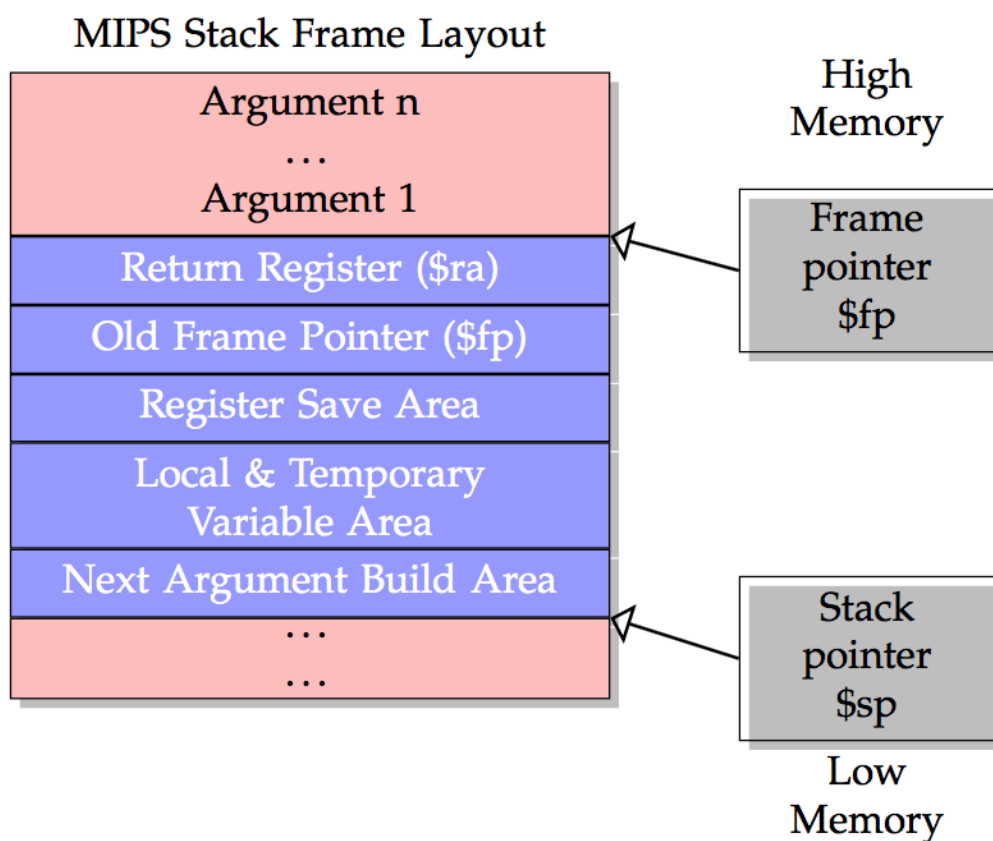 MIPS Stack Frame Layout
Argument n
...
Argument 1
Return Register ($ra)
Old Frame Pointer ($fp)
Register Save Area
Local & Temporary
Variable Area
Next Argument Build Area
...
...
High
Memory
Frame
pointer
$fp
Stack
pointer
$sp
Low
Memory